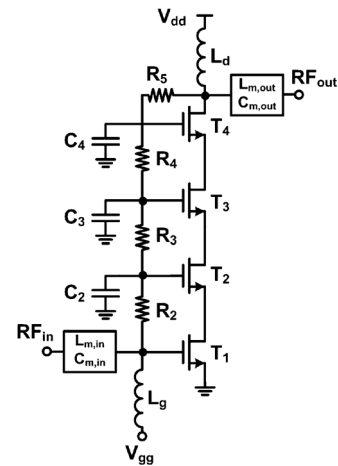 Vdd
Ld
R5
Lm,out
Cm,out
RFout
T4
C4
R4
T3
C3
R3
T2
C2
R2
RFin
Lm,in
Cm,in
T1
Lg
Vgg